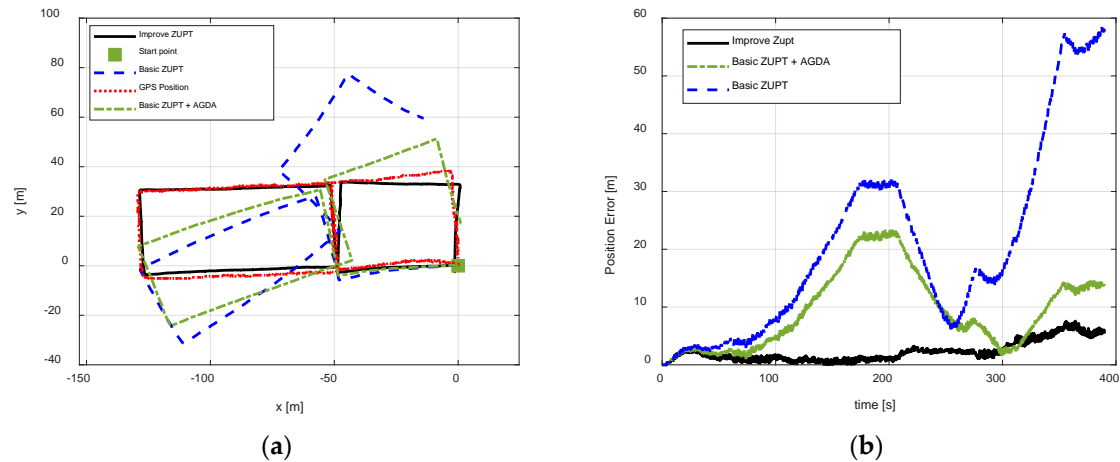 100
80
60
40
20
0
-20
-40
−150
-100
-50
0
y [m]
x [m]
Improve ZUPT
Start point
Basic ZUPT
GPS Position
Basic ZUPT + AGDA
(a)
60
50
40
30
20
10
0
100
200
300
400
Position Error [m]
time [s]
Improve Zupt
Basic ZUPT + AGDA
Basic ZUPT
(b)